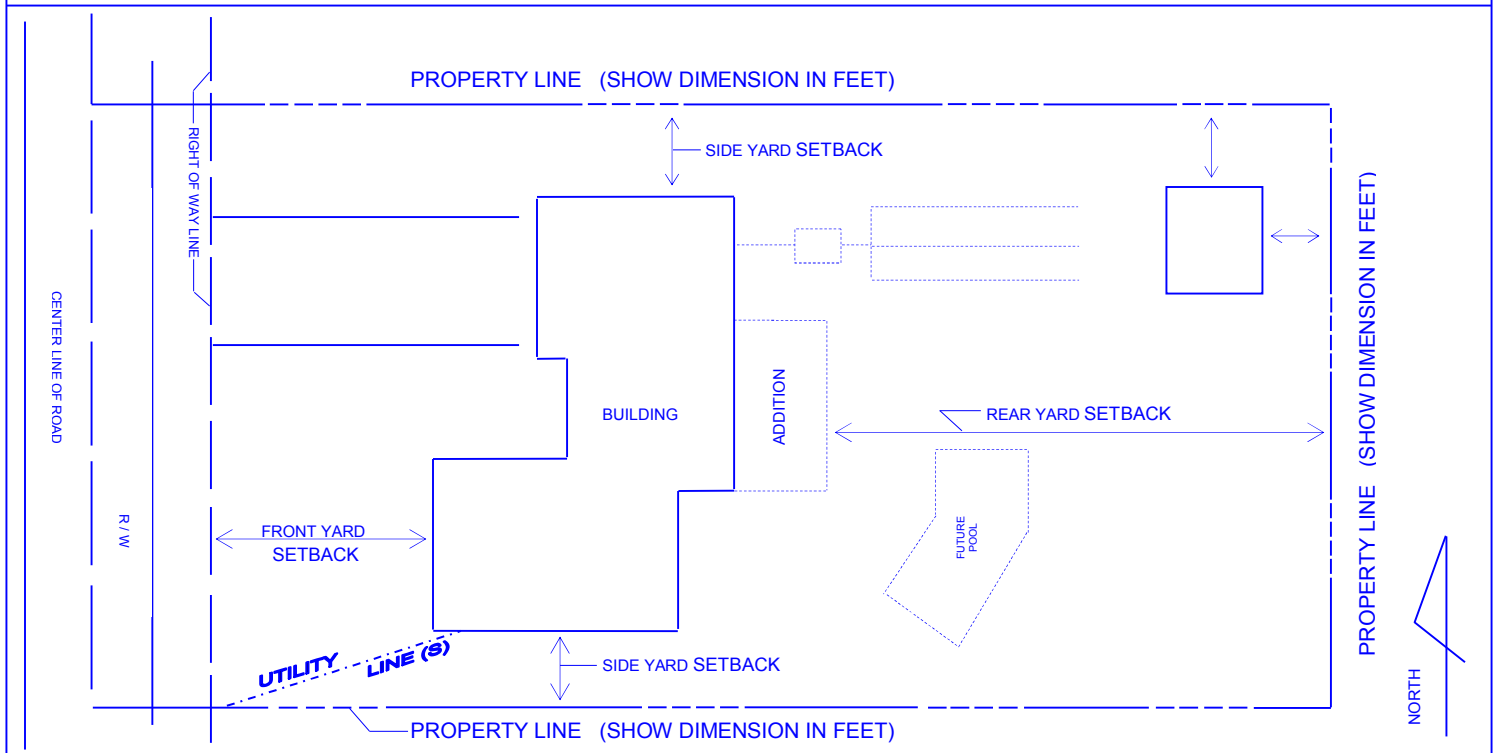 PROPERTY LINE (SHOW DIMENSION IN FEET)
RIGHT OF WAY LINE
SIDE YARD SETBACK
CENTER LINE OF ROAD
R / W
BUILDING
ADDITION
REAR YARD SETBACK
PROPERTY LINE (SHOW DIMENSION IN FEET)
FRONT YARD
SETBACK
FUTURE
POOL
UTILITY LINE (S)
SIDE YARD SETBACK
NORTH
PROPERTY LINE (SHOW DIMENSION IN FEET)